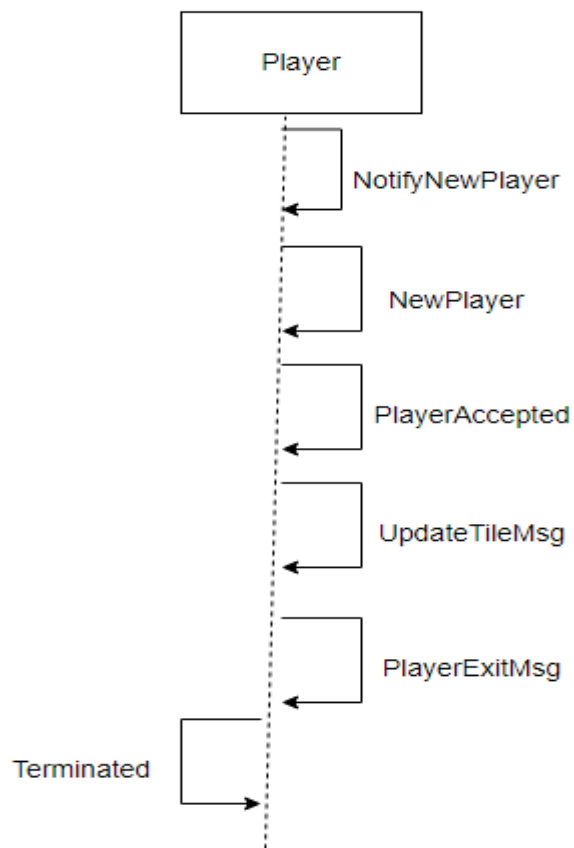 Player
NotifyNewPlayer
NewPlayer
PlayerAccepted
UpdateTileMsg
PlayerExitMsg
Terminated